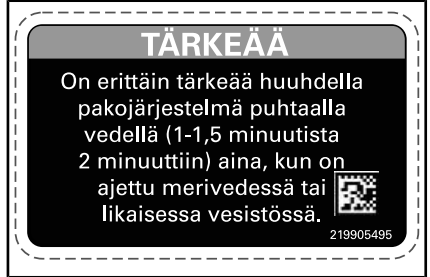 TÄRKEÄÄ
On erittäin tärkeää huuhdella
pakojärjestelmä puhtaalla
vedellä (1-1,5 minuutista
2 minuuttiin) aina, kun on
ajettu merivedessä tai
likaisessa vesistössä.
219905495